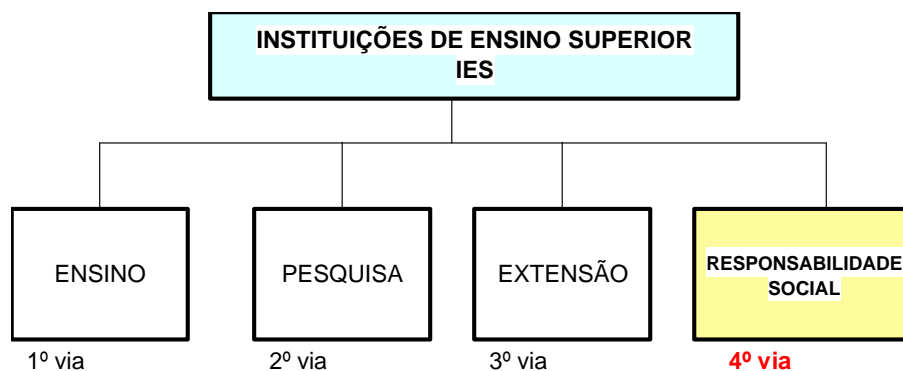 INSTITUIÇÕES DE ENSINO SUPERIOR
IES
ENSINO
PESQUISA
EXTENSÃO
RESPONSABILIDADE
SOCIAL
1º via
2º via
3º via
4º via